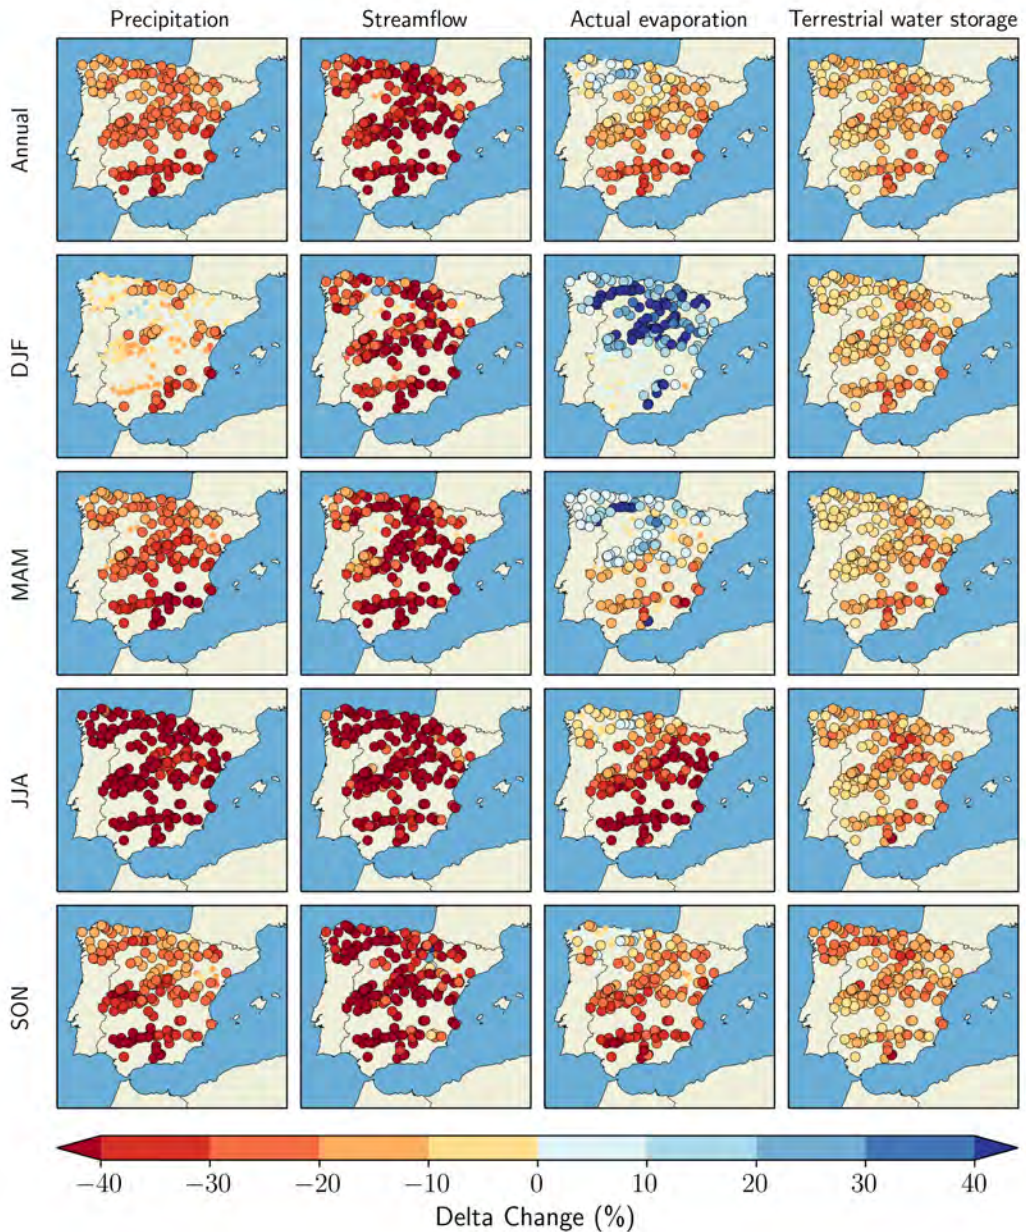 Precipitation Streamflow Actual evaporation Terrestrial water storage
Annual
DJF
MAM
JJA
SON
−40 −30 −20 −10 0 10 20 30 40
Delta Change (%)